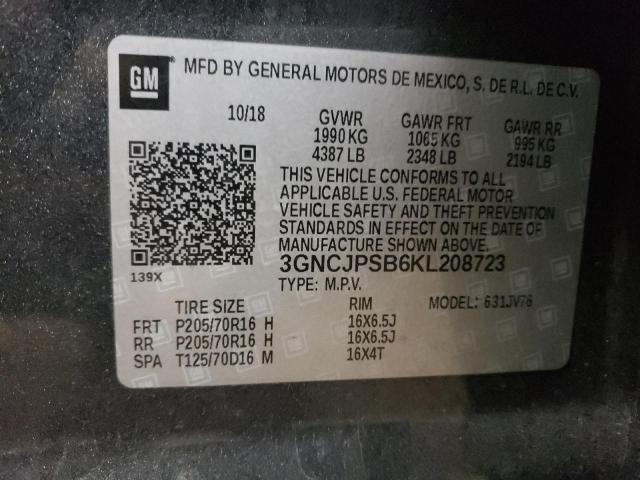 GM
MFD BY GENERAL MOTORS DE MEXICO, S. DE R.L. DE C.V.
10/18 GVWR GAWR FRT GAWR RR
1990 KG 1065 KG 995 KG
4387 LB 2348 LB 2194 LB
THIS VEHICLE CONFORMS TO ALL
APPLICABLE U.S. FEDERAL MOTOR
VEHICLE SAFETY AND THEFT PREVENTION
STANDARDS IN EFFECT ON THE DATE OF
MANUFACTURE SHOWN ABOVE.
3GNCJPSB6KL208723
139X
TYPE: M.P.V.
TIRE SIZE RIM MODEL: 631JV76
FRT P205/70R16 H 16X6.5J
RR P205/70R16 H 16X6.5J
SPA T125/70D16 M 16X4T